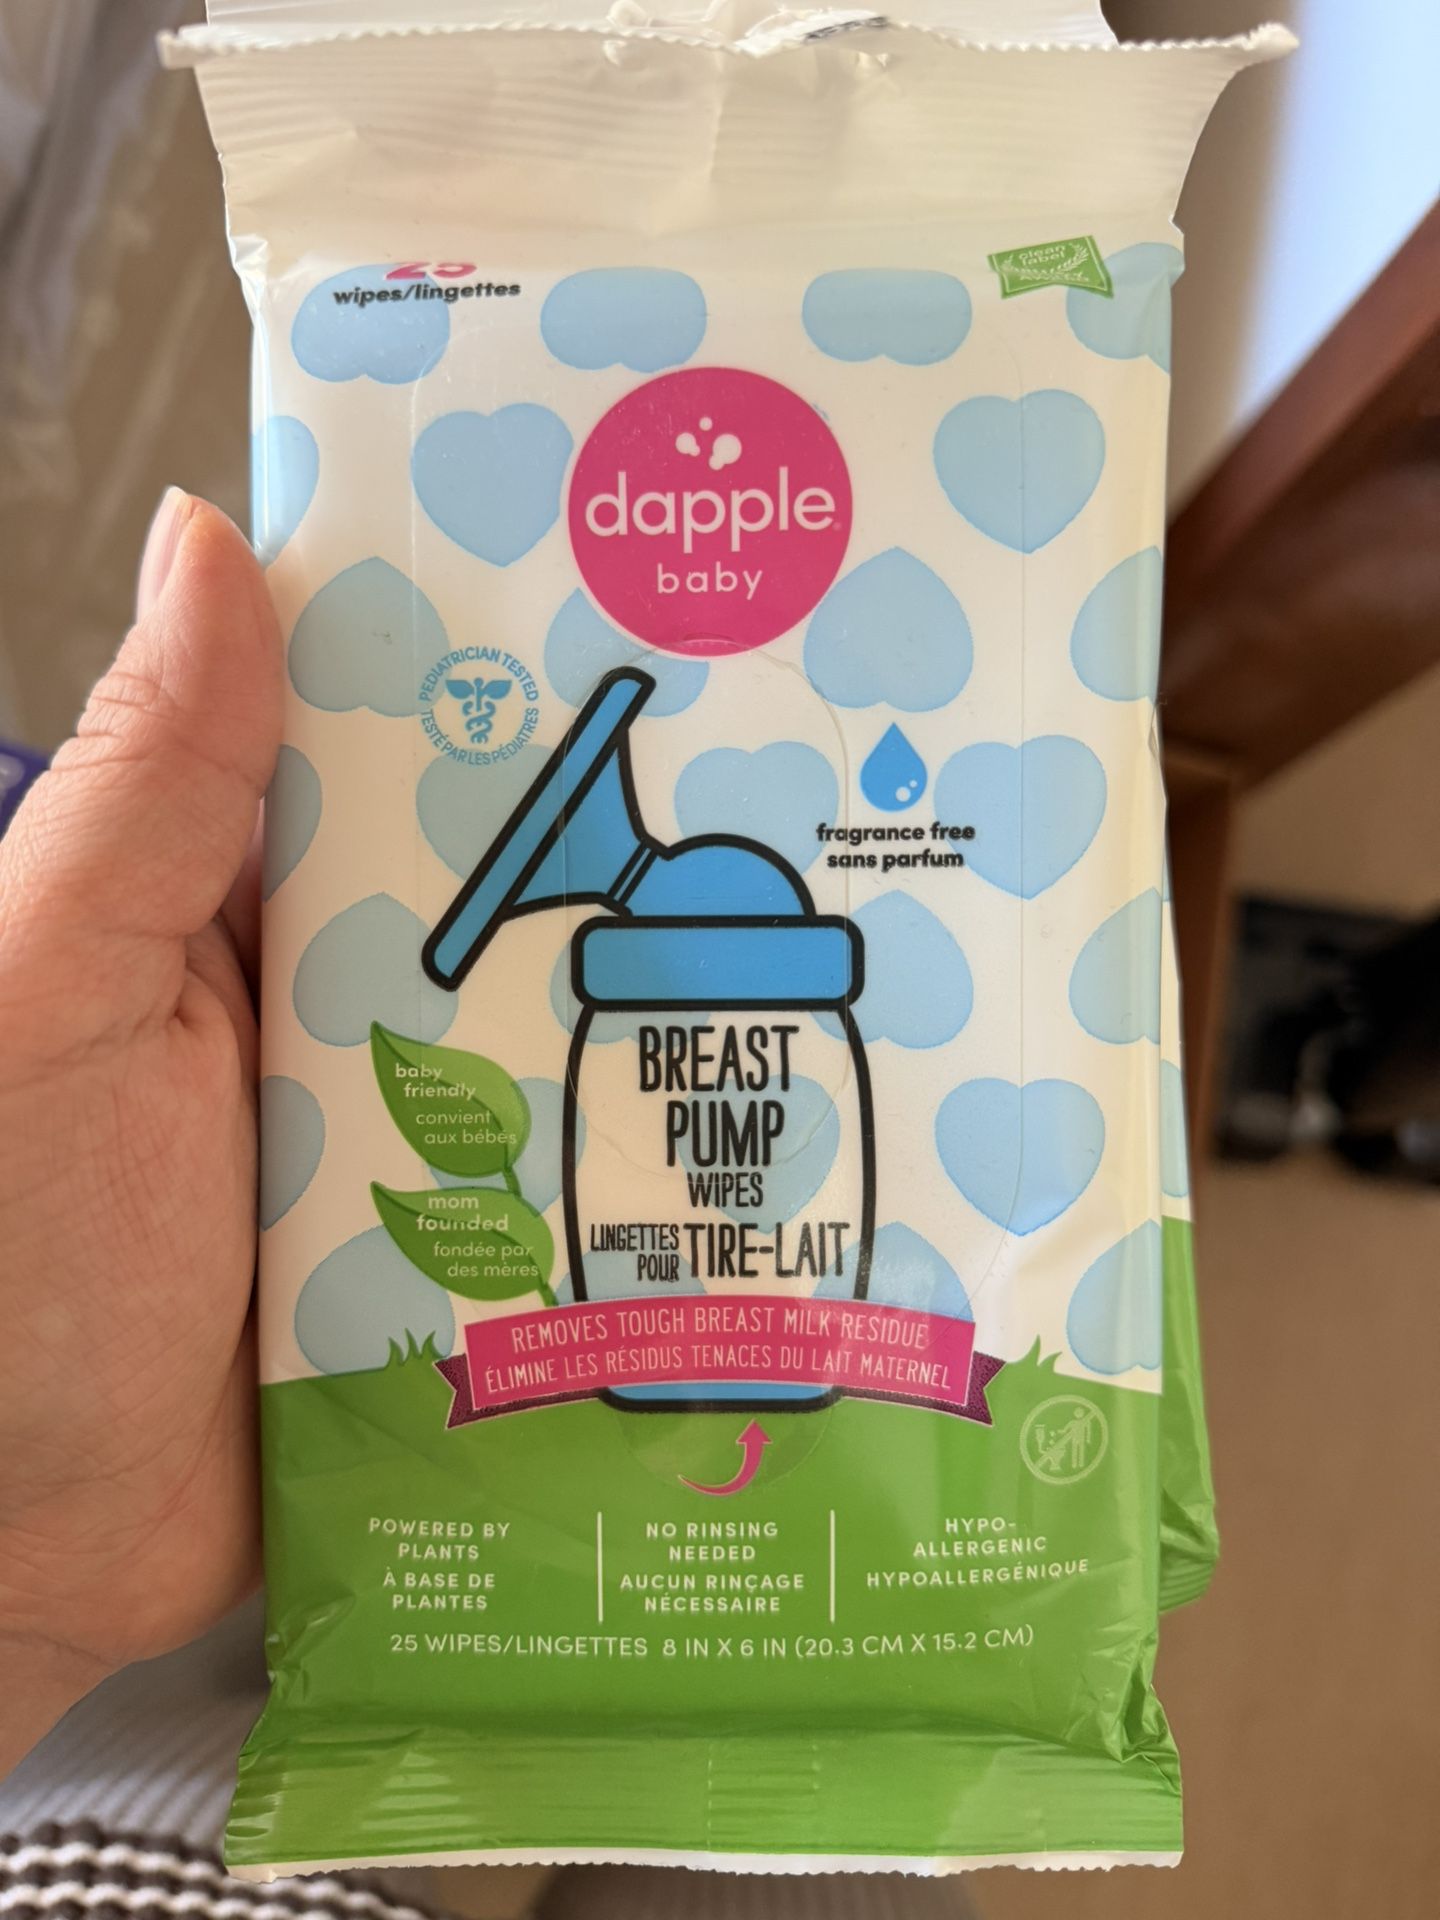 25
wipes/lingettes
clean
label
dapple
baby
PEDIATRICIAN TESTED
TESTÉ PAR LES PÉDIATRES
fragrance free
sans parfum
baby
friendly
convient
aux bébés
mom
founded
fondée par
des mères
BREAST
PUMP
WIPES
LINGETTES
POUR
TIRE-LAIT
REMOVES TOUGH BREAST MILK RESIDUE
ÉLIMINE LES RÉSIDUS TENACES DU LAIT MATERNEL
POWERED BY
PLANTS
À BASE DE
PLANTES
NO RINSING
NEEDED
AUCUN RINÇAGE
NÉCESSAIRE
HYPO-
ALLERGENIC
HYPOALLERGÉNIQUE
25 WIPES/LINGETTES 8 IN X 6 IN (20.3 CM X 15.2 CM)